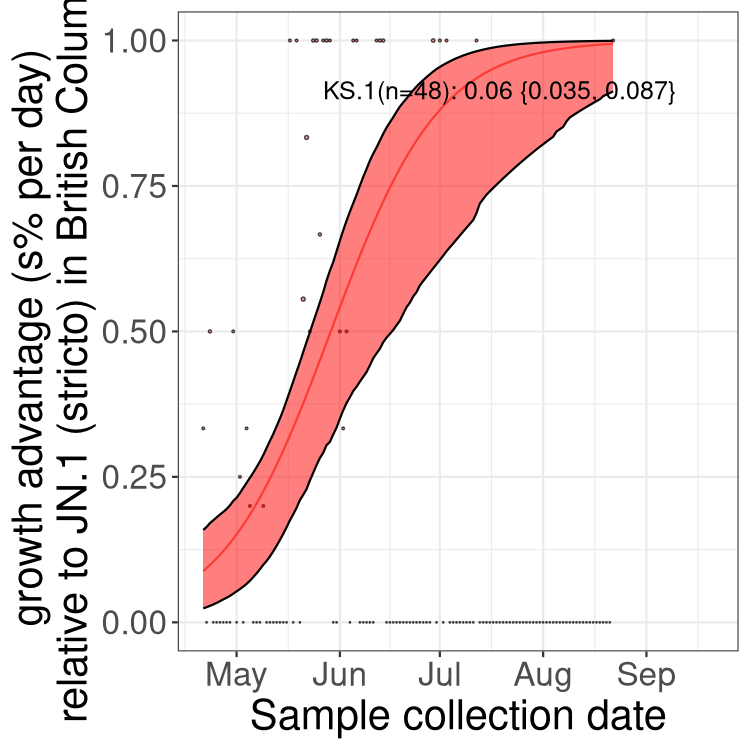 growth advantage (s% per day)
relative to JN.1 (stricto) in British Colum
1.00
0.75
0.50
0.25
0.00
KS.1(n=48): 0.06 {0.035, 0.087}
May Jun Jul Aug Sep
Sample collection date